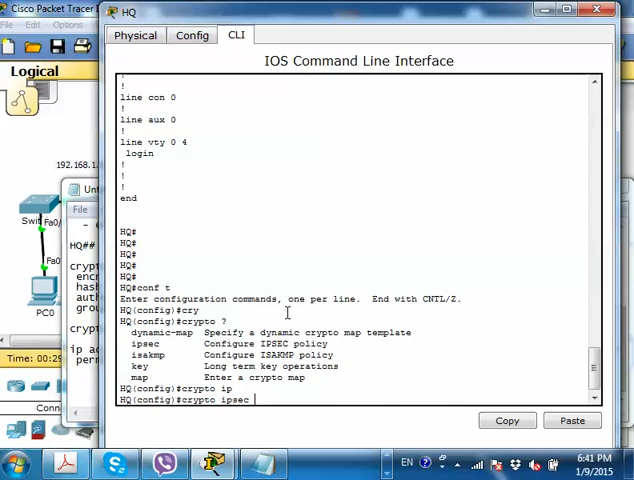 Cisco Packet Tracer
HQ
File Edit Options
Physical Config CLI
Logical
IOS Command Line Interface
!
!
line con 0
!
line aux 0
!
line vty 0 4
login
!
!
!
end
HQ#
HQ#
HQ#
HQ#
HQ#conf t
Enter configuration commands, one per line. End with CNTL/Z.
HQ(config)#cry
HQ(config)#crypto ?
dynamic-map Specify a dynamic crypto map template
ipsec Configure IPSEC policy
isakmp Configure ISAKMP policy
key Long term key operations
map Enter a crypto map
HQ(config)#crypto ip
HQ(config)#crypto ipsec
Copy Paste
192.168.1.
Swit Fa0/
Fa0/
PC0
Unt
File
HQ##
cryp
encr
hash
auth
grou
ip a
perm
Time: 00:29
Conn
EN
6:41 PM
1/9/2015